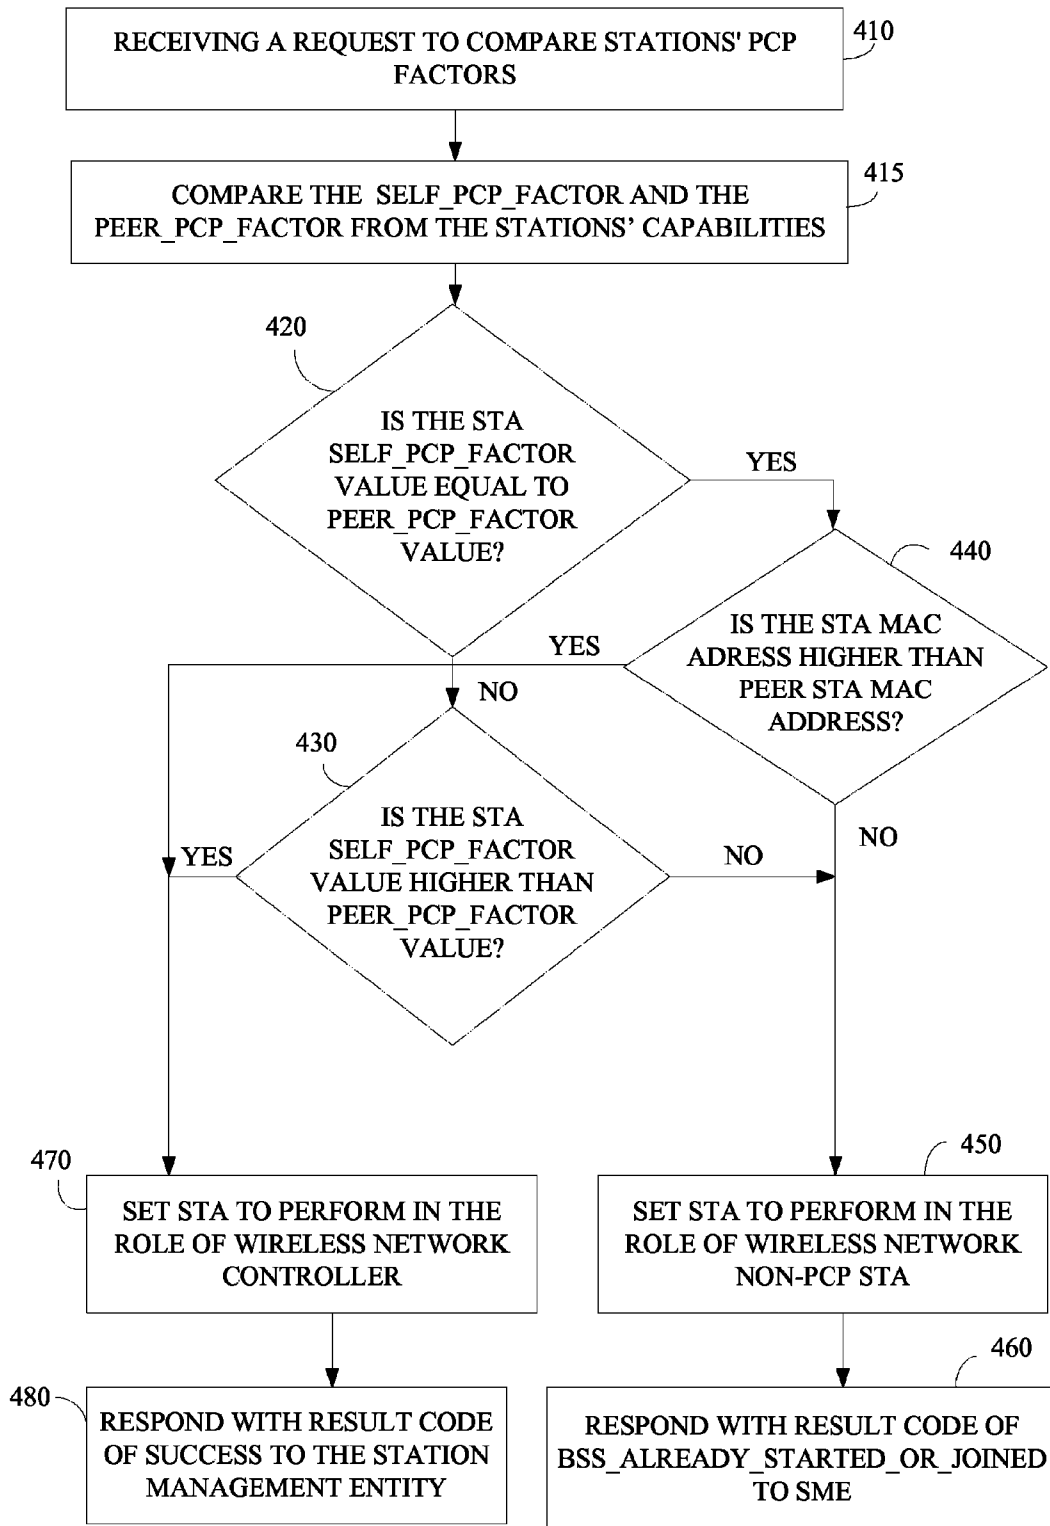 RECEIVING A REQUEST TO COMPARE STATIONS' PCP
FACTORS
410
COMPARE THE SELF_PCP_FACTOR AND THE
PEER_PCP_FACTOR FROM THE STATIONS’ CAPABILITIES
415
420
IS THE STA
SELF_PCP_FACTOR
VALUE EQUAL TO
PEER_PCP_FACTOR
VALUE?
YES
440
IS THE STA MAC
ADRESS HIGHER THAN
PEER STA MAC
ADDRESS?
YES
NO
NO
430
IS THE STA
SELF_PCP_FACTOR
VALUE HIGHER THAN
PEER_PCP_FACTOR
VALUE?
YES
NO
470
SET STA TO PERFORM IN THE
ROLE OF WIRELESS NETWORK
CONTROLLER
450
SET STA TO PERFORM IN THE
ROLE OF WIRELESS NETWORK
NON-PCP STA
480
RESPOND WITH RESULT CODE
OF SUCCESS TO THE STATION
MANAGEMENT ENTITY
460
RESPOND WITH RESULT CODE OF
BSS_ALREADY_STARTED_OR_JOINED
TO SME